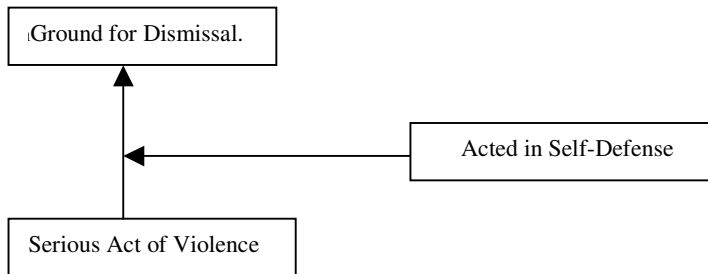 Ground for Dismissal.
Acted in Self-Defense
Serious Act of Violence